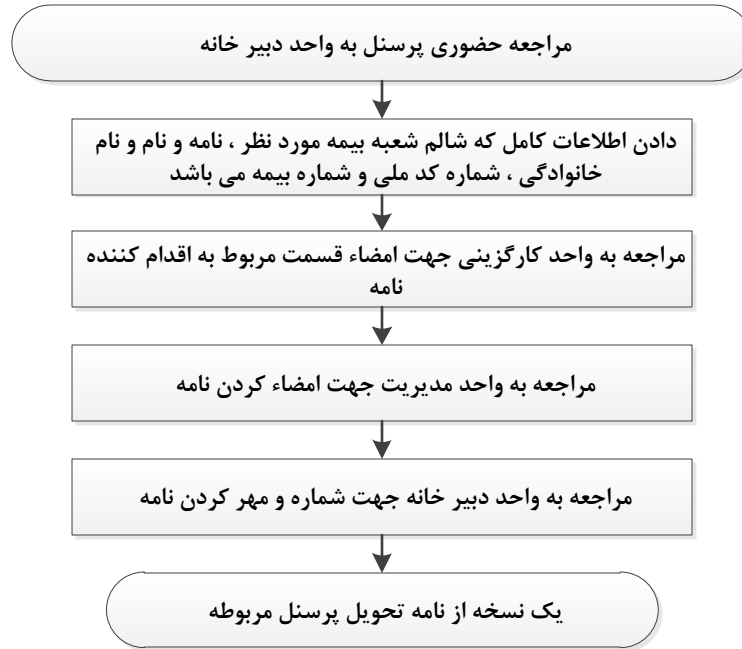 مراجعه حضوری پرسنل به واحد دبیر خانه
دادن اطلاعات کامل که شالم شعبه بیمه مورد نظر ، نامه و نام و نام
خانوادگی ، شماره کد ملی و شماره بیمه می باشد
مراجعه به واحد کارگزینی جهت امضاء قسمت مربوط به اقدام کننده
نامه
مراجعه به واحد مدیریت جهت امضاء کردن نامه
مراجعه به واحد دبیر خانه جهت شماره و مهر کردن نامه
یک نسخه از نامه تحویل پرسنل مربوطه